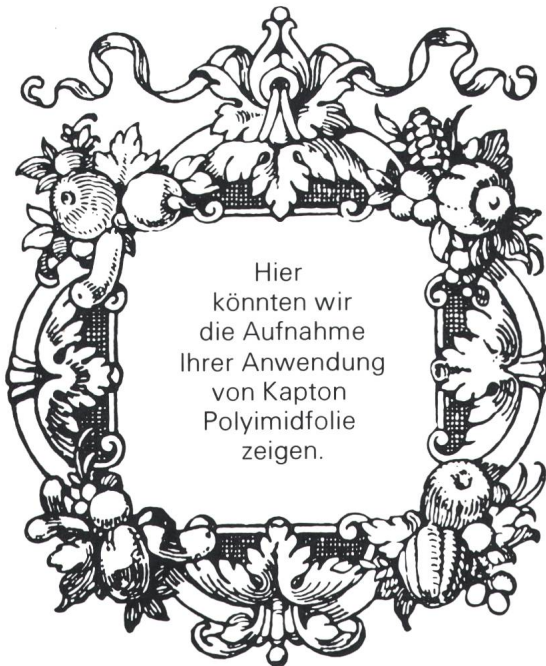 Hier
könnten wir
die Aufnahme
Ihrer Anwendung
von Kapton
Polyimidfolie
zeigen.